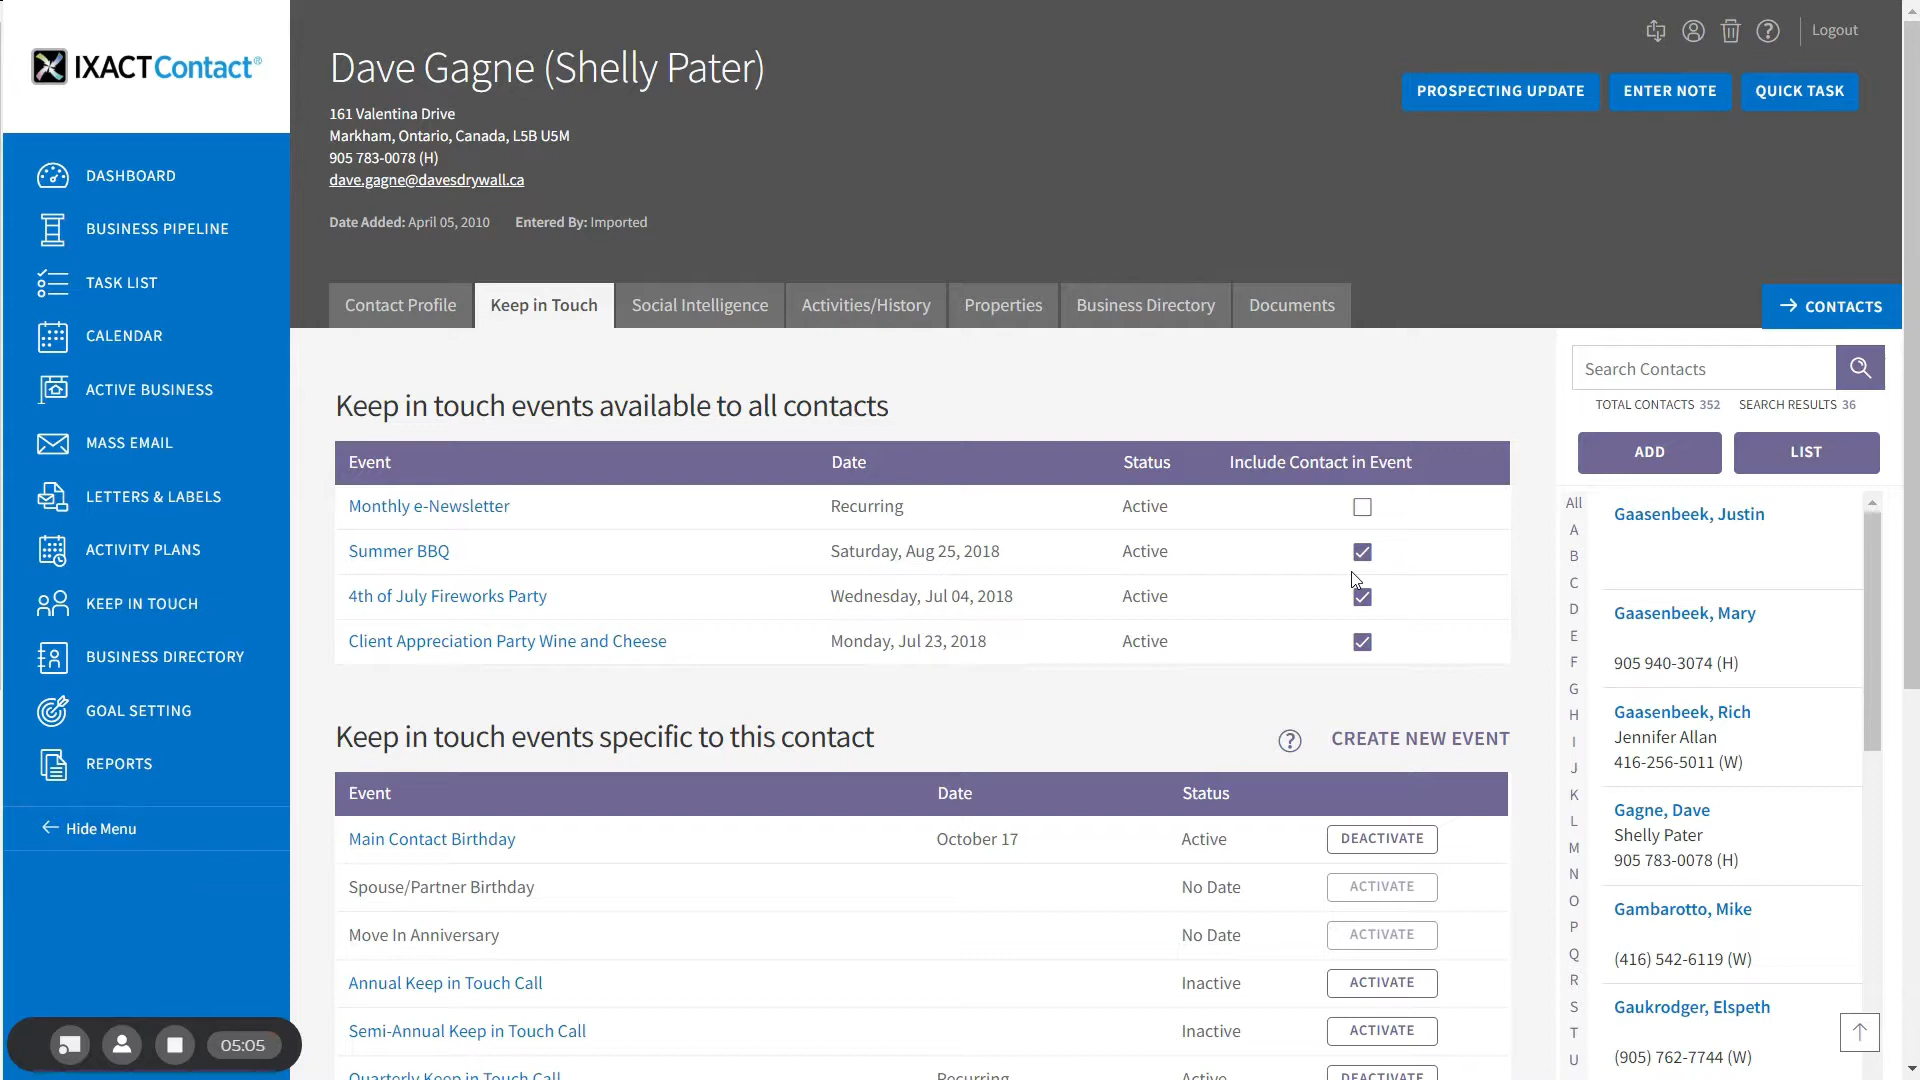 IXACTContact®
DASHBOARD
BUSINESS PIPELINE
TASK LIST
CALENDAR
ACTIVE BUSINESS
MASS EMAIL
LETTERS & LABELS
ACTIVITY PLANS
KEEP IN TOUCH
BUSINESS DIRECTORY
GOAL SETTING
REPORTS
Hide Menu
05:05
Logout
Dave Gagne (Shelly Pater)
PROSPECTING UPDATE ENTER NOTE QUICK TASK
161 Valentina Drive
Markham, Ontario, Canada, L5B U5M
905 783-0078 (H)
dave.gagne@davesdrywall.ca
Date Added: April 05, 2010 Entered By: Imported
Contact Profile Keep in Touch Social Intelligence Activities/History Properties Business Directory Documents
CONTACTS
Keep in touch events available to all contacts
Event Date Status Include Contact in Event
Monthly e-Newsletter Recurring Active
Summer BBQ Saturday, Aug 25, 2018 Active
4th of July Fireworks Party Wednesday, Jul 04, 2018 Active
Client Appreciation Party Wine and Cheese Monday, Jul 23, 2018 Active
Keep in touch events specific to this contact
? CREATE NEW EVENT
Event Date Status
Main Contact Birthday October 17 Active DEACTIVATE
Spouse/Partner Birthday No Date ACTIVATE
Move In Anniversary No Date ACTIVATE
Annual Keep in Touch Call Inactive ACTIVATE
Semi-Annual Keep in Touch Call Inactive ACTIVATE
Quarterly Keep in Touch Call Recurring Active DEACTIVATE
Search Contacts
TOTAL CONTACTS 352 SEARCH RESULTS 36
ADD LIST
All
A
B
C
D
E
F
G
H
I
J
K
L
M
N
O
P
Q
R
S
T
U
Gaasenbeek, Justin
Gaasenbeek, Mary
905 940-3074 (H)
Gaasenbeek, Rich
Jennifer Allan
416-256-5011 (W)
Gagne, Dave
Shelly Pater
905 783-0078 (H)
Gambarotto, Mike
(416) 542-6119 (W)
Gaukrodger, Elspeth
(905) 762-7744 (W)